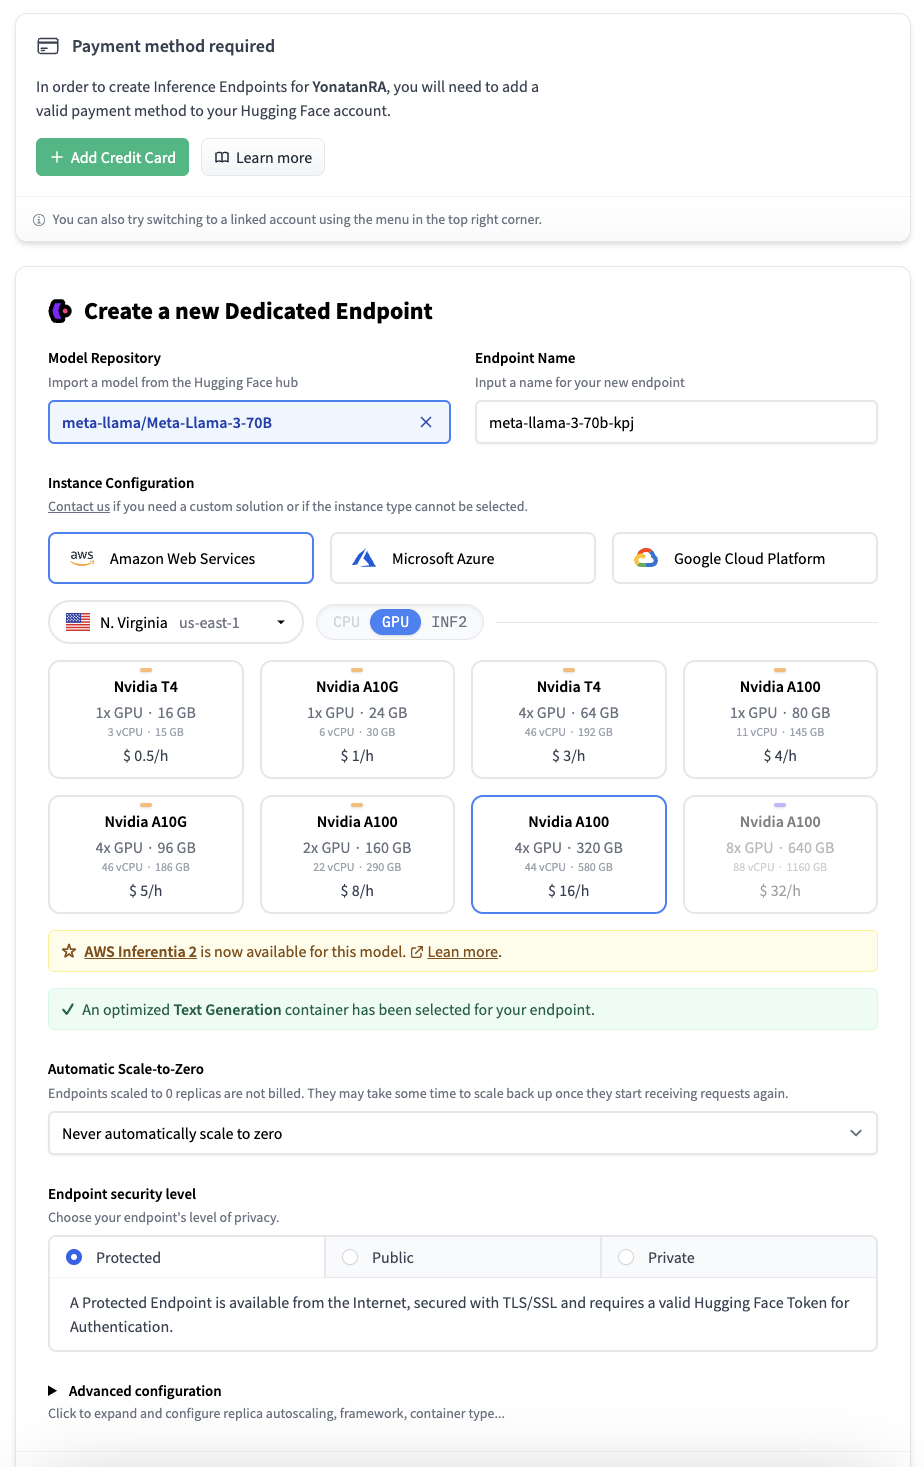 Payment method required
In order to create Inference Endpoints for YonatanRA, you will need to add a
valid payment method to your Hugging Face account.
Add Credit Card
Learn more
You can also try switching to a linked account using the menu in the top right corner.
Create a new Dedicated Endpoint
Model Repository
Import a model from the Hugging Face hub
meta-llama/Meta-Llama-3-70B
Endpoint Name
Input a name for your new endpoint
meta-llama-3-70b-kpj
Instance Configuration
Contact us if you need a custom solution or if the instance type cannot be selected.
aws
Amazon Web Services
Microsoft Azure
Google Cloud Platform
N. Virginia us-east-1
CPU
GPU
INF2
Nvidia T4
1x GPU · 16 GB
3 vCPU · 15 GB
$ 0.5/h
Nvidia A10G
1x GPU · 24 GB
6 vCPU · 30 GB
$ 1/h
Nvidia T4
4x GPU · 64 GB
46 vCPU · 192 GB
$ 3/h
Nvidia A100
1x GPU · 80 GB
11 vCPU · 145 GB
$ 4/h
Nvidia A10G
4x GPU · 96 GB
46 vCPU · 186 GB
$ 5/h
Nvidia A100
2x GPU · 160 GB
22 vCPU · 290 GB
$ 8/h
Nvidia A100
4x GPU · 320 GB
44 vCPU · 580 GB
$ 16/h
Nvidia A100
8x GPU · 640 GB
88 vCPU · 1160 GB
$ 32/h
AWS Inferentia 2 is now available for this model. Lean more.
An optimized Text Generation container has been selected for your endpoint.
Automatic Scale-to-Zero
Endpoints scaled to 0 replicas are not billed. They may take some time to scale back up once they start receiving requests again.
Never automatically scale to zero
Endpoint security level
Choose your endpoint's level of privacy.
Protected
Public
Private
A Protected Endpoint is available from the Internet, secured with TLS/SSL and requires a valid Hugging Face Token for
Authentication.
Advanced configuration
Click to expand and configure replica autoscaling, framework, container type...